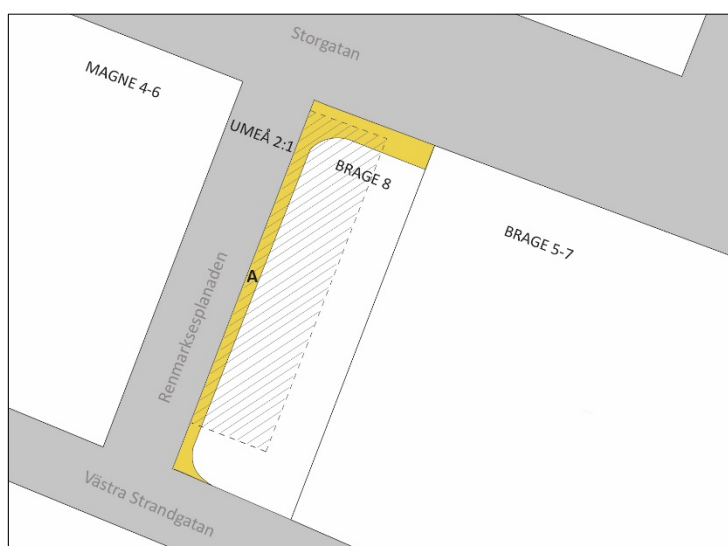 Storgatan
MAGNE 4-6
UMEÅ 2:1
BRAGE 8
BRAGE 5-7
A
Renmarksesplanaden
Västra Strandgatan